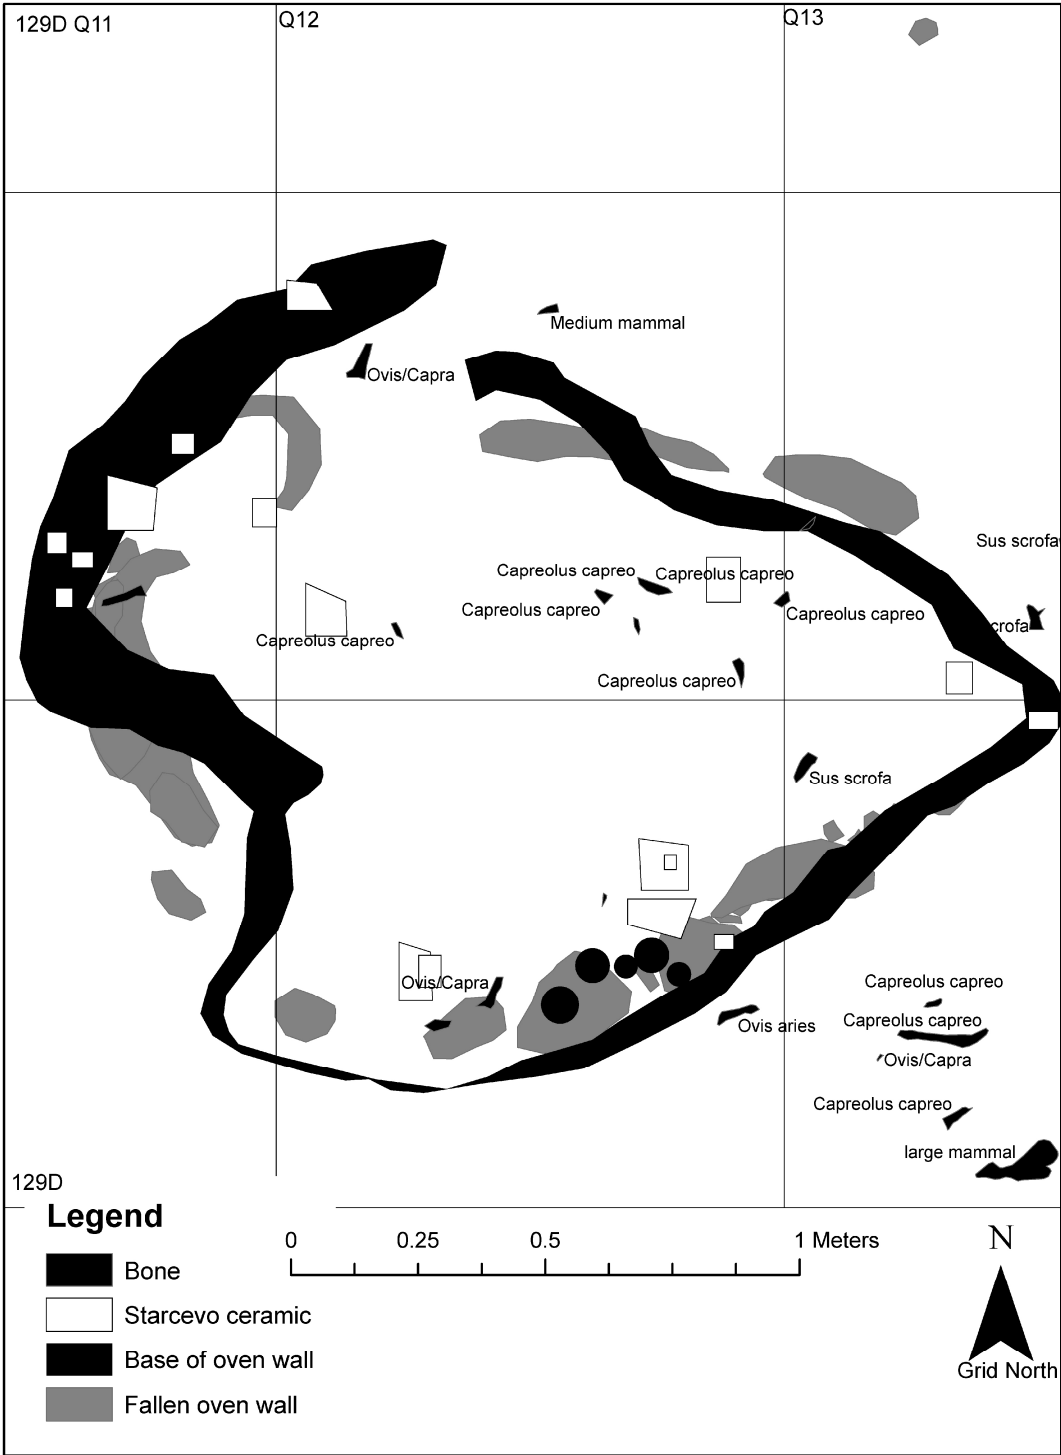 129D Q11
Q12
Q13
Medium mammal
Ovis/Capra
Sus scrofa
Capreolus capreo
Capreolus capreo
Capreolus capreo
Capreolus capreo
crofa
Capreolus capreo
Capreolus capreo
Sus scrofa
Ovis/Capra
Capreolus capreo
Capreolus capreo
Ovis aries
Ovis/Capra
Capreolus capreo
large mammal
129D
Legend
Bone
Starcevo ceramic
Base of oven wall
Fallen oven wall
0 0.25 0.5 1 Meters
N
Grid North